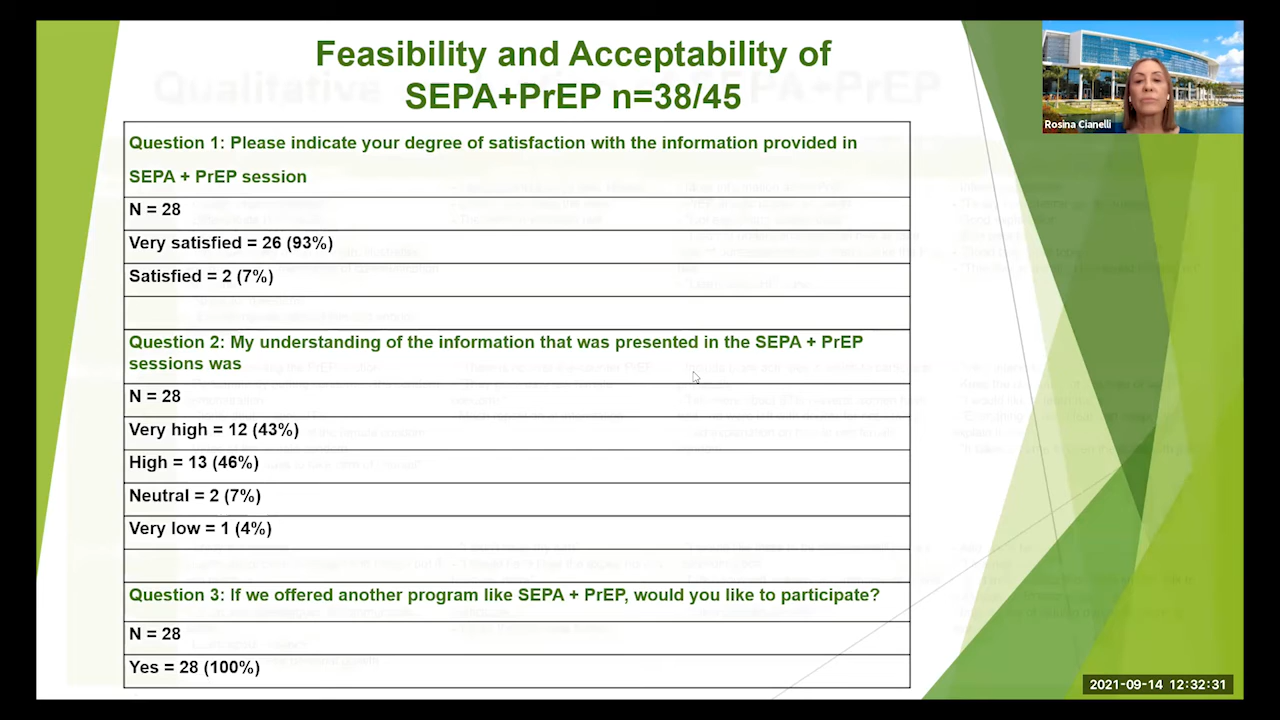 Feasibility and Acceptability of
SEPA+PrEP n=38/45
Question 1: Please indicate your degree of satisfaction with the information provided in
SEPA + PrEP session
N = 28
Very satisfied = 26 (93%)
Satisfied = 2 (7%)
Question 2: My understanding of the information that was presented in the SEPA + PrEP
sessions was
N = 28
Very high = 12 (43%)
High = 13 (46%)
Neutral = 2 (7%)
Very low = 1 (4%)
Question 3: If we offered another program like SEPA + PrEP, would you like to participate?
N = 28
Yes = 28 (100%)
Rosina Cianelli
2021-09-14 12:32:31